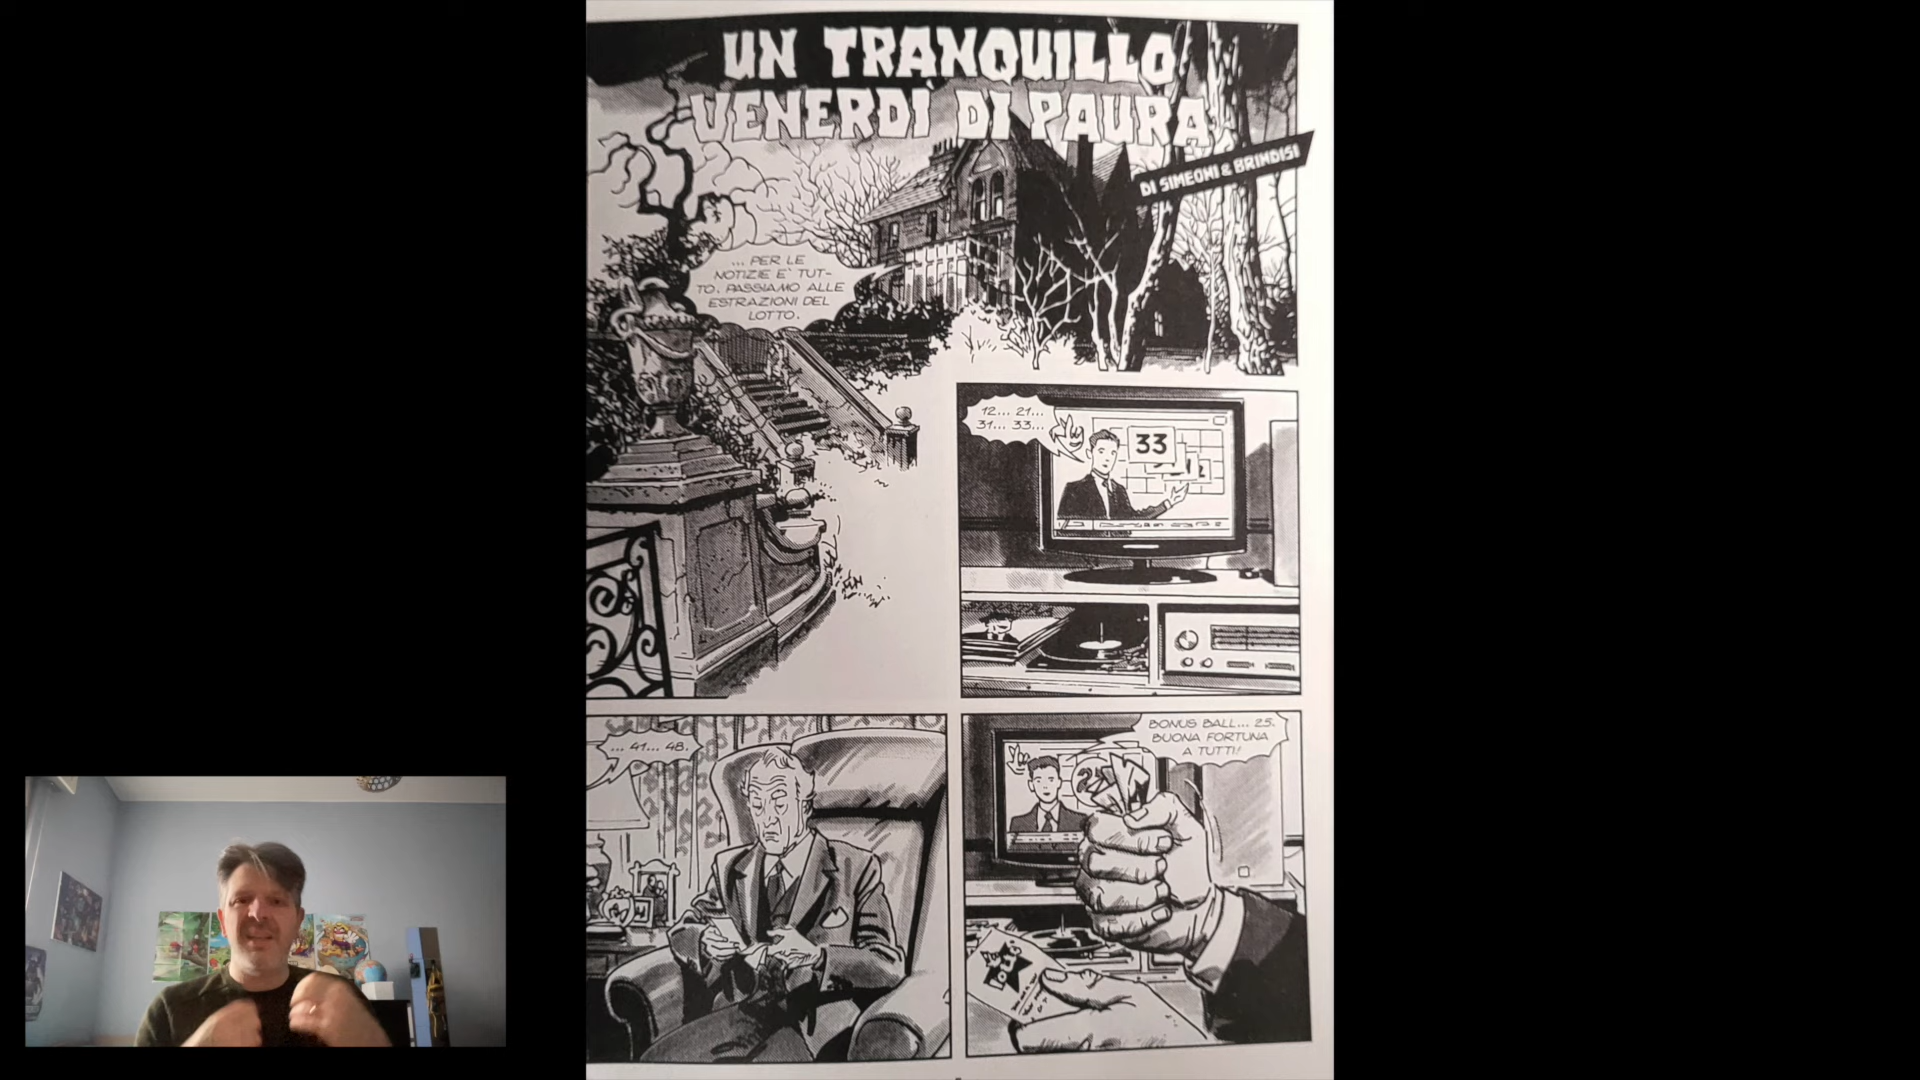 UN TRANQUILLO
VENERDÌ DI PAURA
DI SIMEONI & BRINDISI
... PER LE
NOTIZIE E` TUT-
TO. PASSIAMO ALLE
ESTRAZIONI DEL
LOTTO.
12... 21...
31... 33...
33
... 41... 48.
BONUS BALL... 25.
BUONA FORTUNA
A TUTTI!